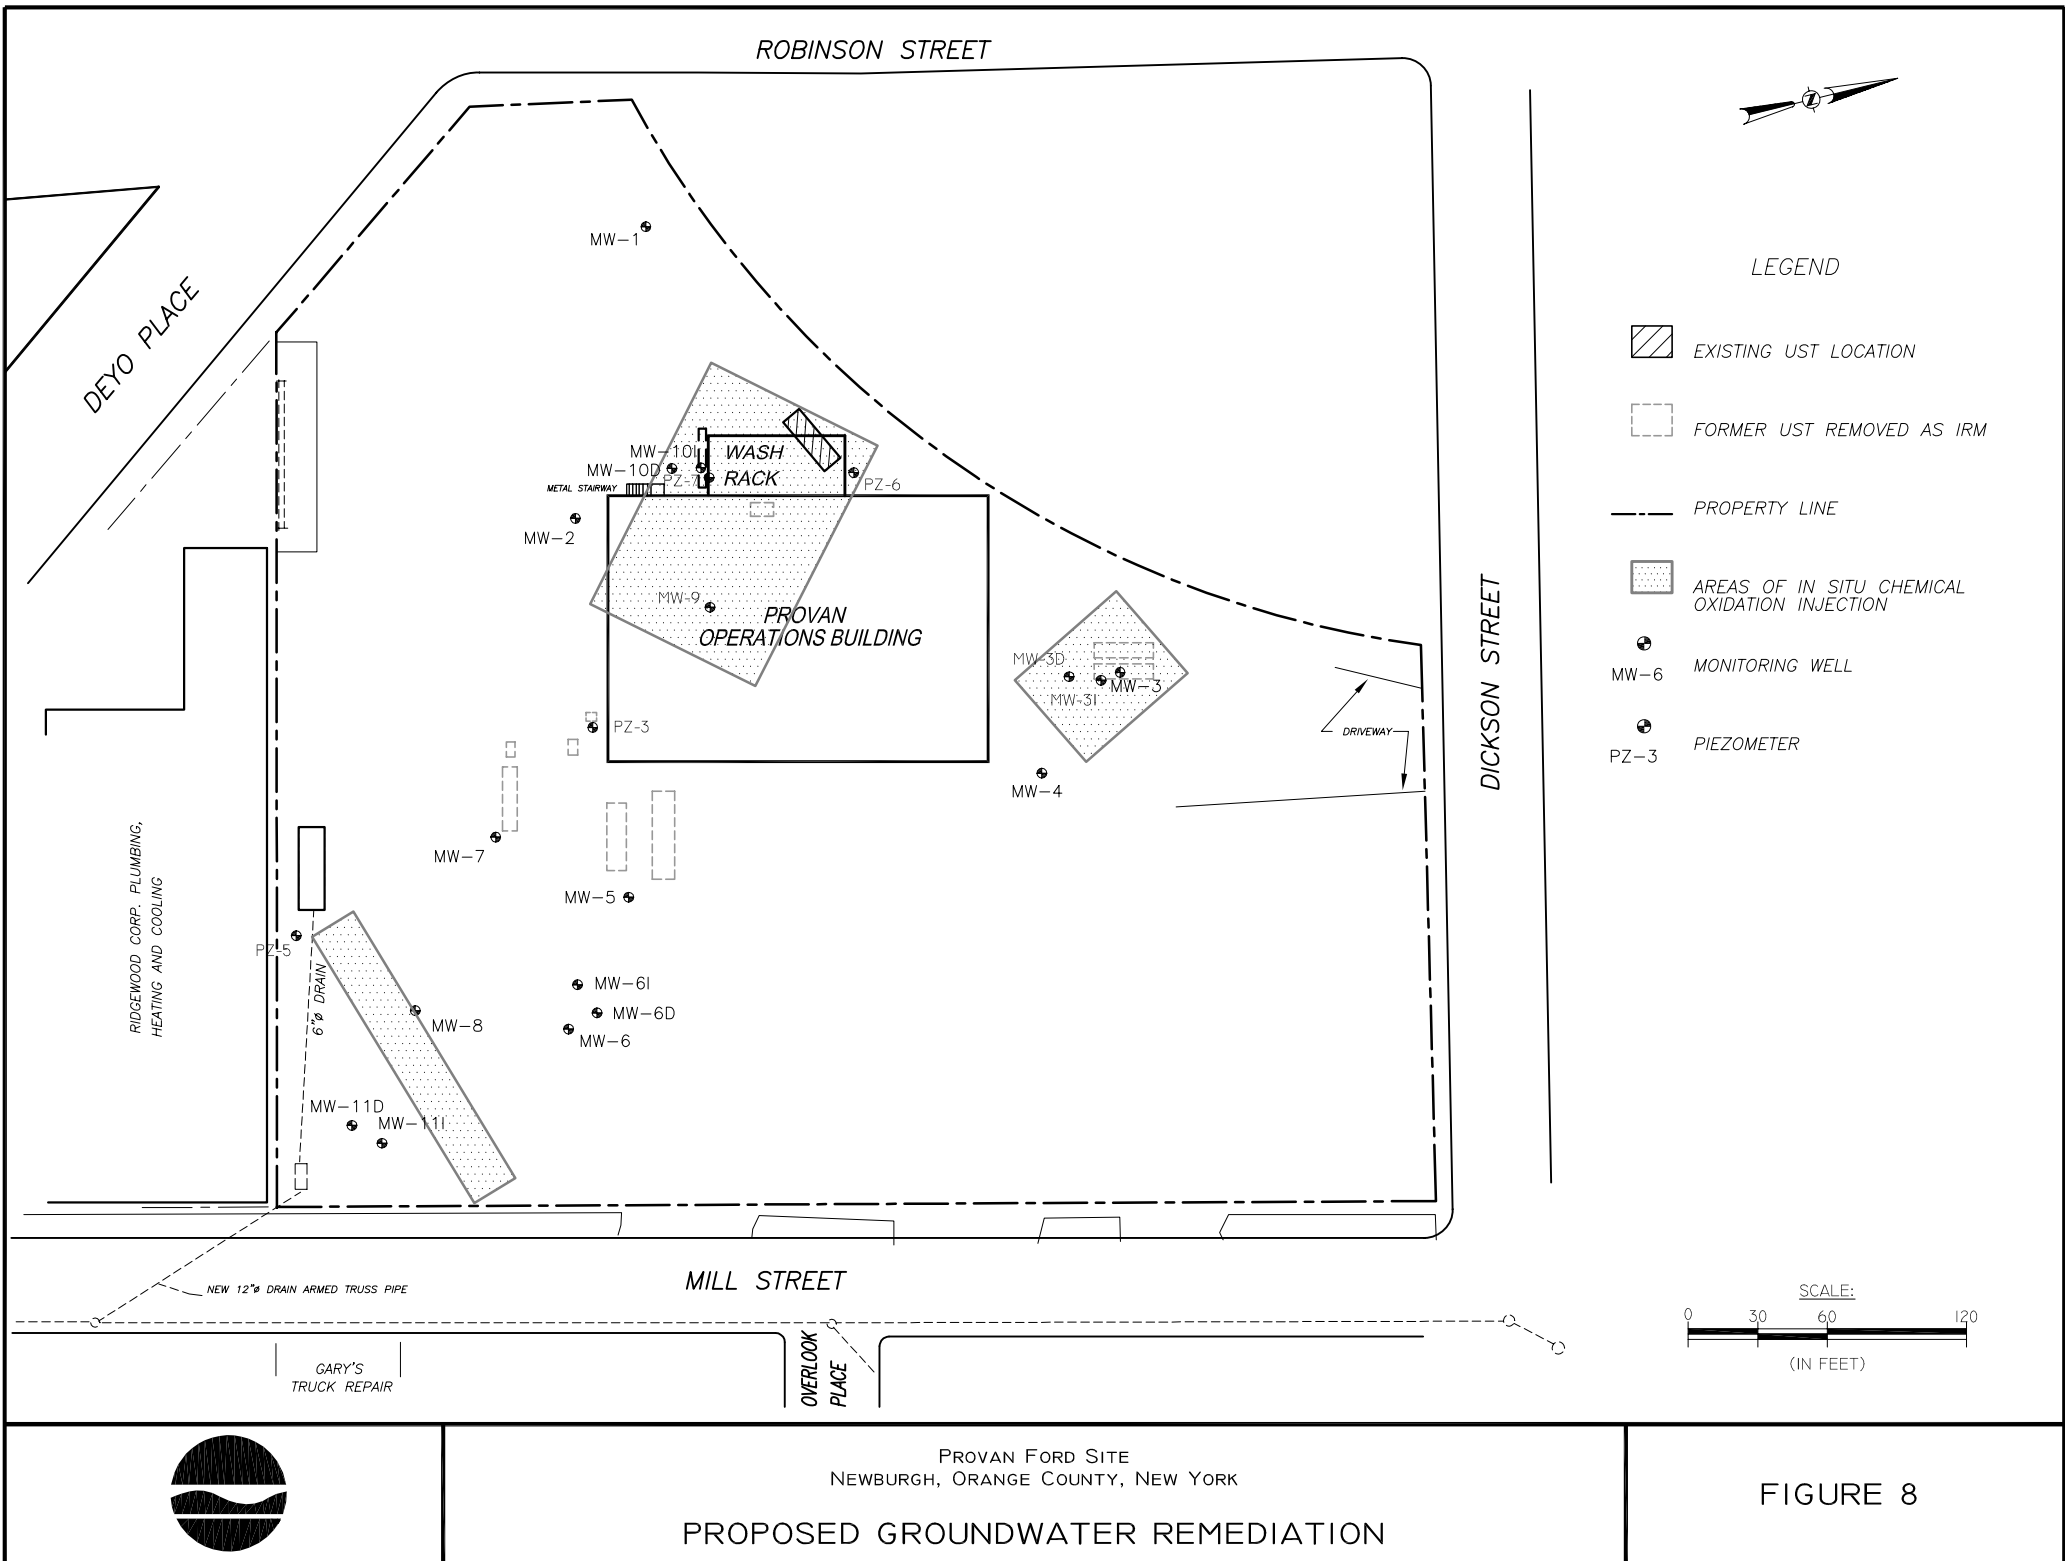 ROBINSON STREET
DEYO PLACE
MW-1
LEGEND
EXISTING UST LOCATION
FORMER UST REMOVED AS IRM
PROPERTY LINE
AREAS OF IN SITU CHEMICAL
OXIDATION INJECTION
MW-6
MONITORING WELL
PZ-3
PIEZOMETER
MW-10I
MW-10D
PZ-7
WASH
RACK
PZ-6
METAL STAIRWAY
MW-2
MW-9
PROVAN
OPERATIONS BUILDING
MW-3D
MW-3I
MW-3
DICKSON STREET
DRIVEWAY
PZ-3
MW-4
MW-7
MW-5
RIDGEWOOD CORP. PLUMBING,
HEATING AND COOLING
PZ-5
6"ø DRAIN
MW-8
MW-6I
MW-6D
MW-6
MW-11D
MW-11I
NEW 12"ø DRAIN ARMED TRUSS PIPE
MILL STREET
GARY'S
TRUCK REPAIR
OVERLOOK
PLACE
SCALE:
0 30 60 120
(IN FEET)
PROVAN FORD SITE
NEWBURGH, ORANGE COUNTY, NEW YORK
PROPOSED GROUNDWATER REMEDIATION
FIGURE 8
Z